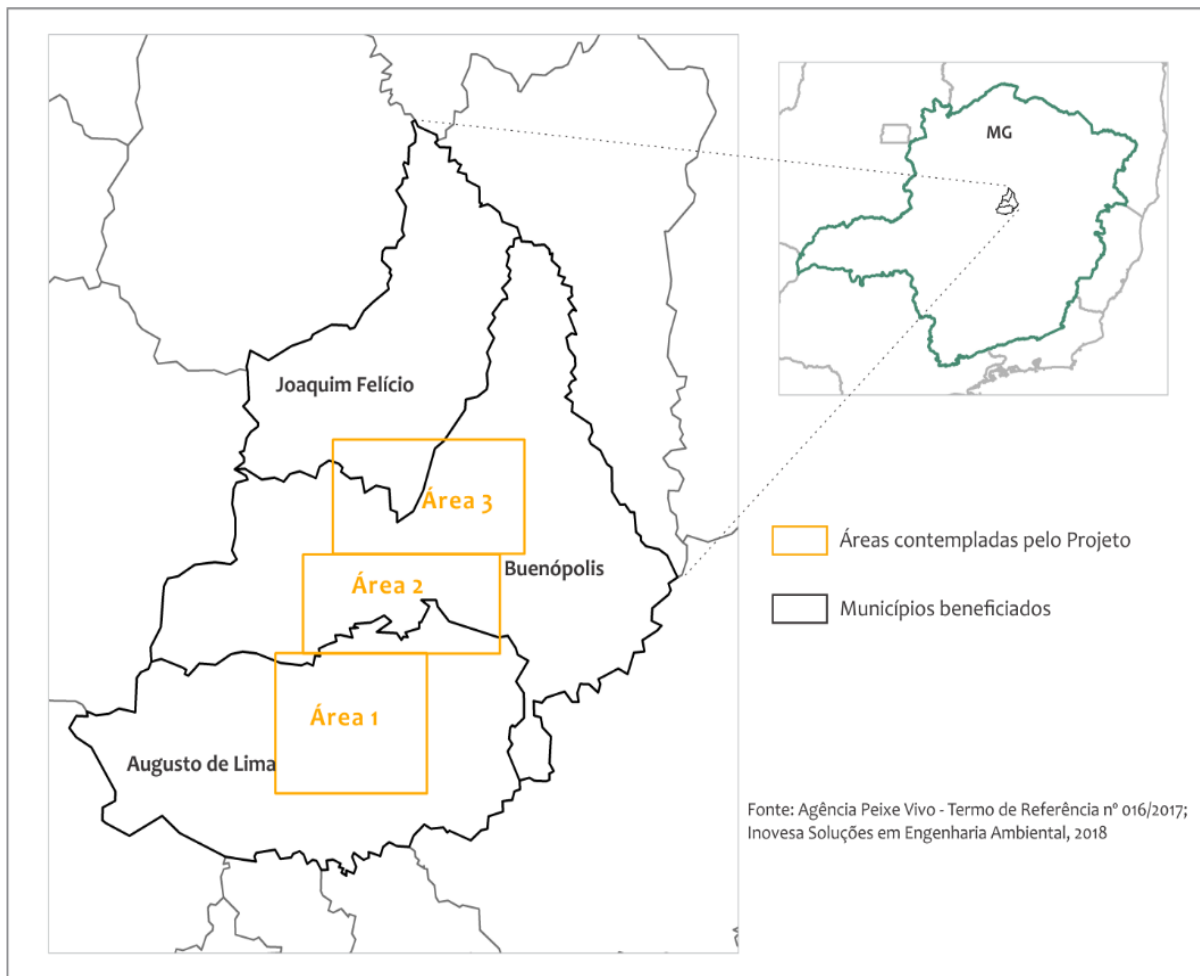 MG
Joaquim Felício
Área 3
Buenópolis
Área 2
Área 1
Augusto de Lima
Áreas contempladas pelo Projeto
Municípios beneficiados
Fonte: Agência Peixe Vivo - Termo de Referência nº 016/2017;
Inovesa Soluções em Engenharia Ambiental, 2018